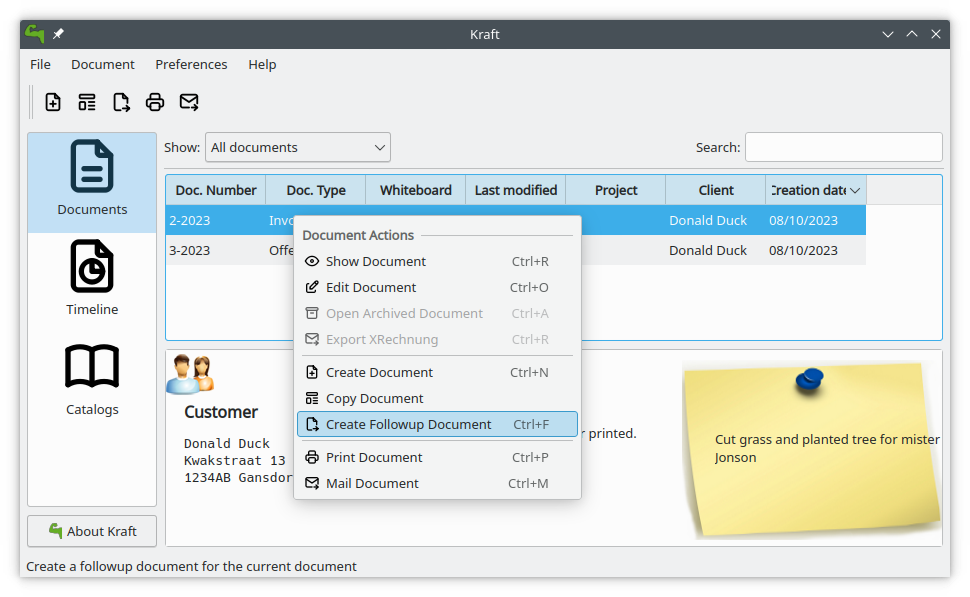 Kraft
File Document Preferences Help
Show: All documents Search:
Documents
Timeline
Catalogs
About Kraft
Doc. Number Doc. Type Whiteboard Last modified Project Client Creation date
2-2023 Invo Donald Duck 08/10/2023
3-2023 Offe Donald Duck 08/10/2023
Document Actions
Show Document Ctrl+R
Edit Document Ctrl+O
Open Archived Document Ctrl+A
Export XRechnung Ctrl+R
Create Document Ctrl+N
Copy Document
Create Followup Document Ctrl+F
Print Document Ctrl+P
Mail Document Ctrl+M
Customer
Donald Duck
Kwakstraat 13
1234AB Gansdor
r printed.
Cut grass and planted tree for mister
Jonson
Create a followup document for the current document